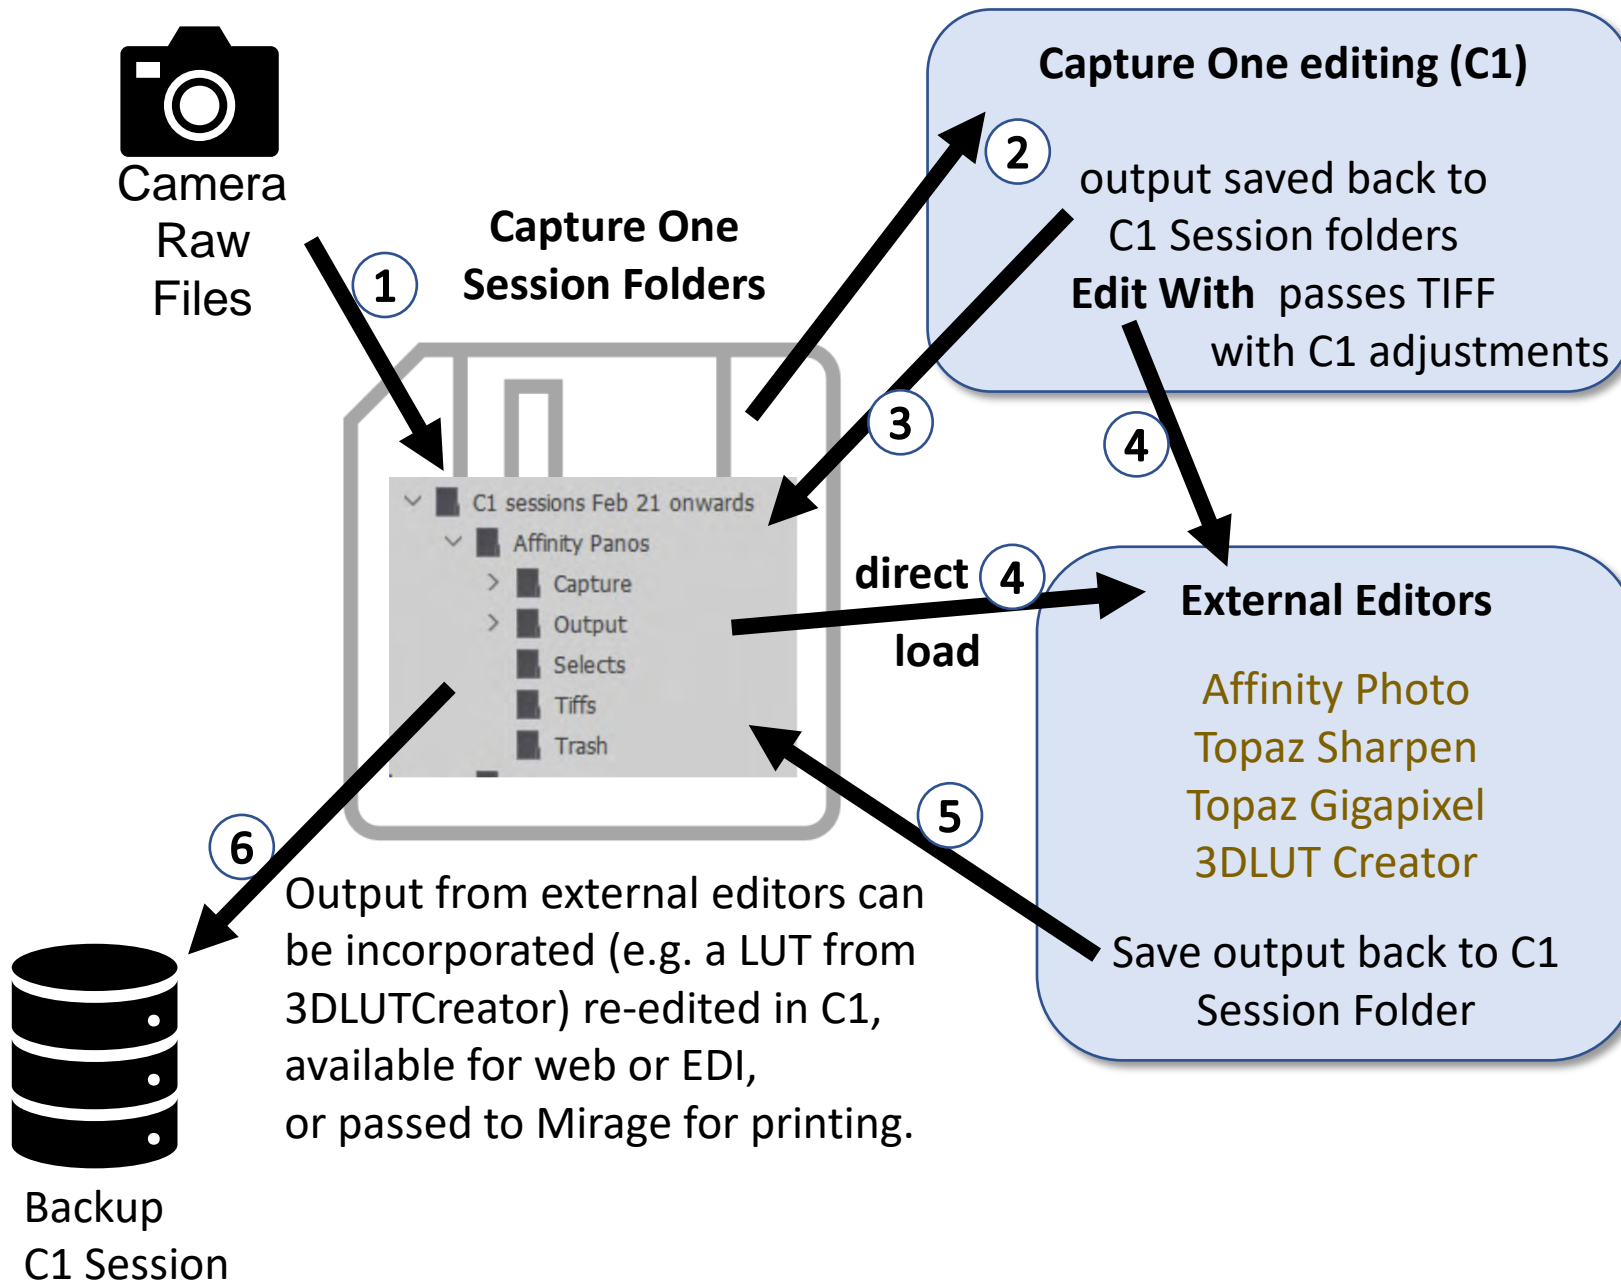 Camera
Raw
Files
1
Capture One
Session Folders
Capture One editing (C1)
2
output saved back to
C1 Session folders
Edit With passes TIFF
with C1 adjustments
3
4
C1 sessions Feb 21 onwards
Affinity Panos
Capture
Output
Selects
Tiffs
Trash
direct 4
load
External Editors
Affinity Photo
Topaz Sharpen
Topaz Gigapixel
3DLUT Creator
Save output back to C1
Session Folder
5
6
Output from external editors can
be incorporated (e.g. a LUT from
3DLUTCreator) re-edited in C1,
available for web or EDI,
or passed to Mirage for printing.
Backup
C1 Session